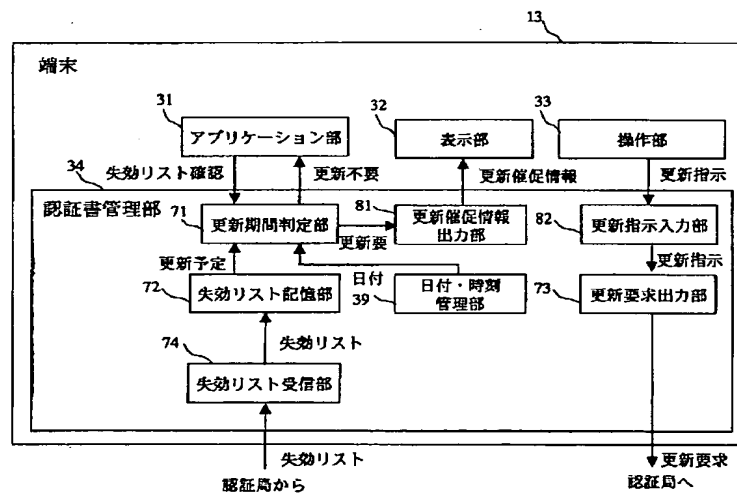 13
端末
31
アプリケーション部
32
表示部
33
操作部
失効リスト確認
更新不要
更新催促情報
更新指示
34
認証書管理部
71
更新期間判定部
更新要
81
更新催促情報
出力部
82
更新指示入力部
更新予定
日付
更新指示
72
失効リスト記憶部
39
日付・時刻
管理部
73
更新要求出力部
失効リスト
74
失効リスト受信部
失効リスト
認証局から
更新要求
認証局へ